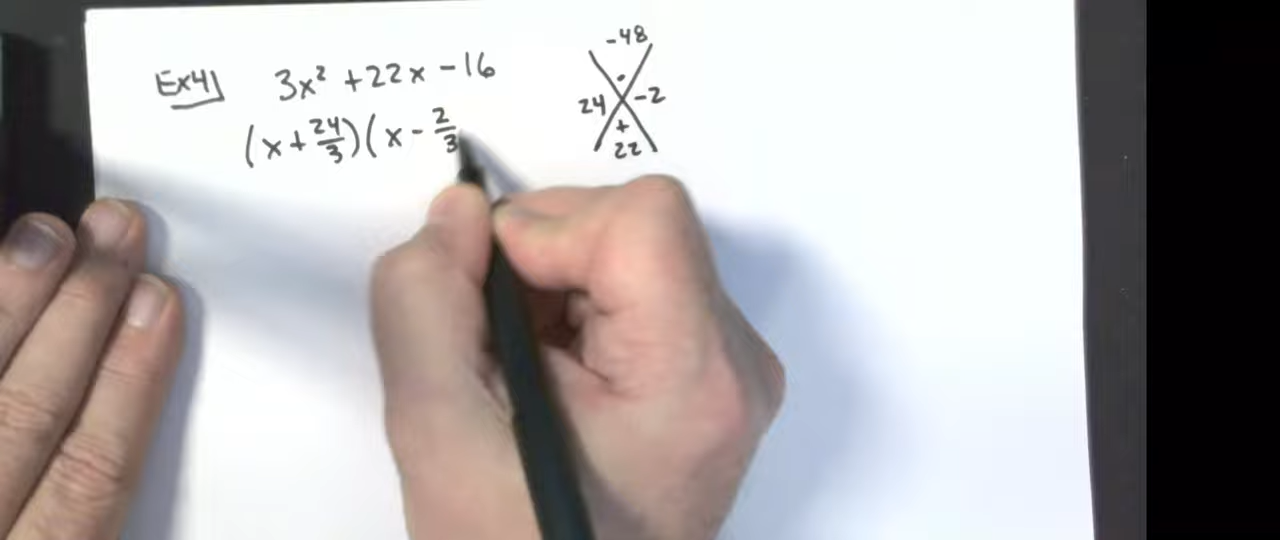 Ex4) 3x² +22x -16
(x+24/3)(x-2/3
-48
·
24 -2
+
22